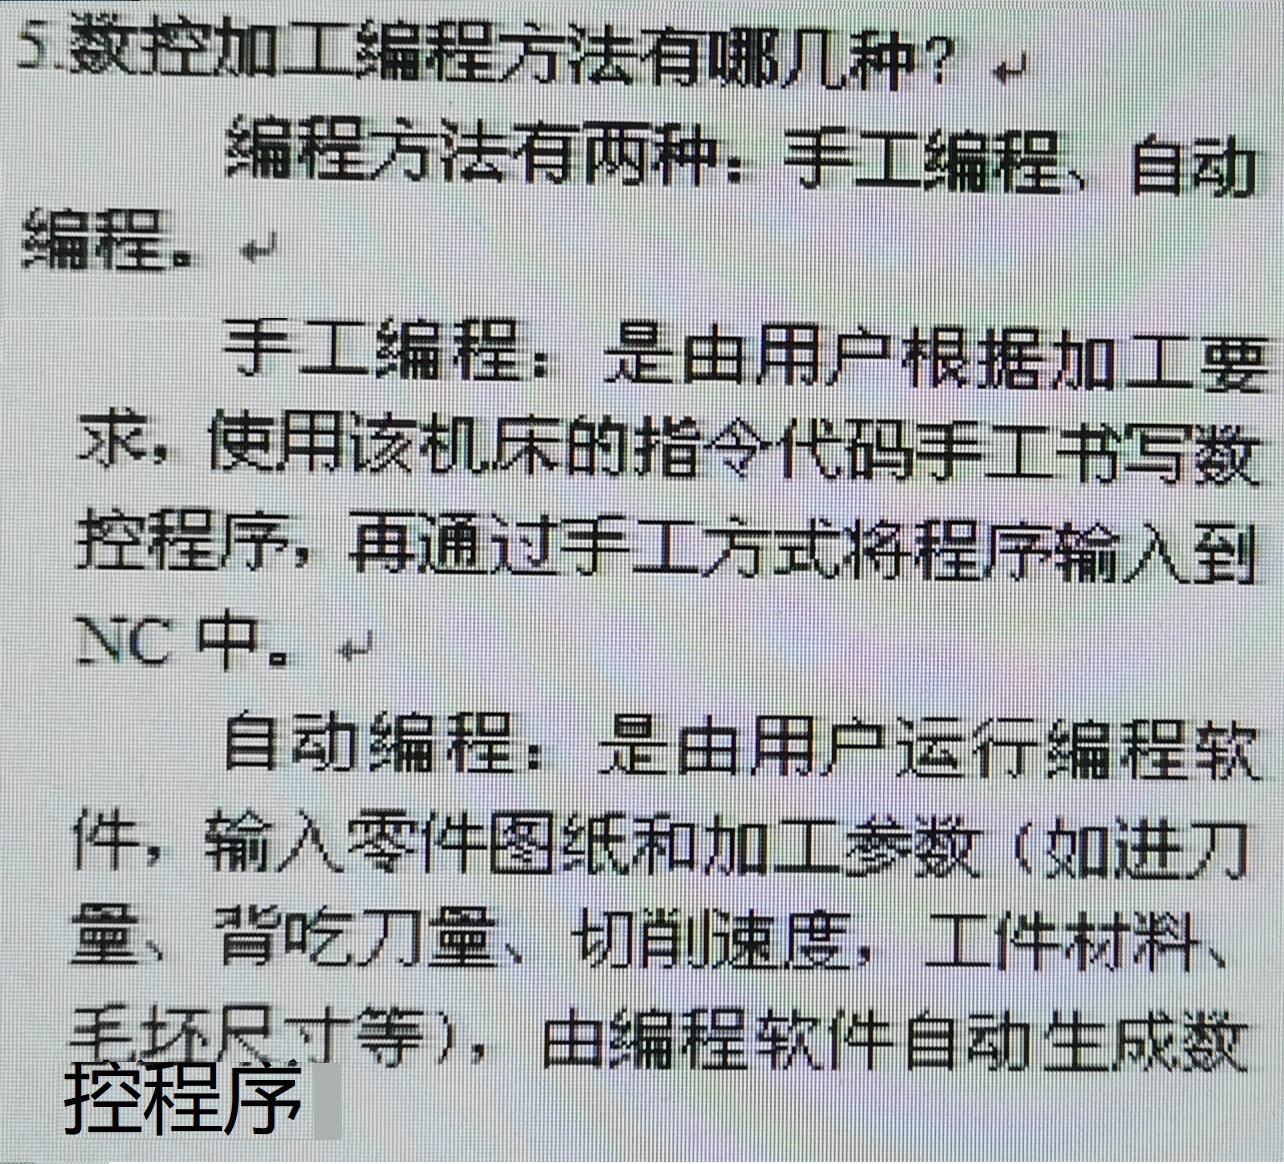 5.数控加工编程方法有哪几种？↵
编程方法有两种：手工编程、自动
编程。↵
手工编程：是由用户根据加工要
求，使用该机床的指令代码手工书写数
控程序，再通过手工方式将程序输入到
NC 中。↵
自动编程：是由用户运行编程软
件，输入零件图纸和加工参数（如进刀
量、背吃刀量、切削速度，工件材料、
毛坯尺寸等），由编程软件自动生成数
控程序